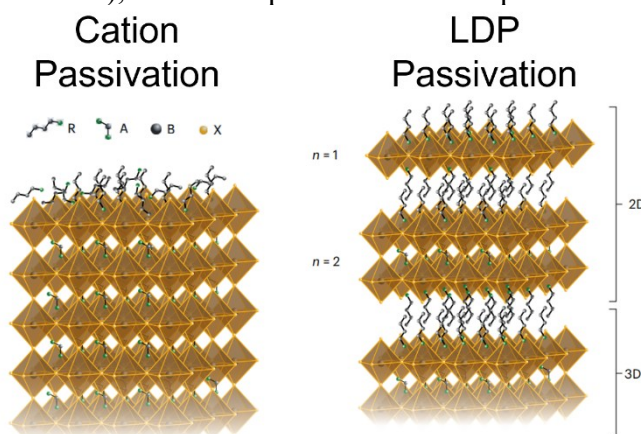 Cation
Passivation
LDP
Passivation
R A B X
n = 1
2D
n = 2
3D